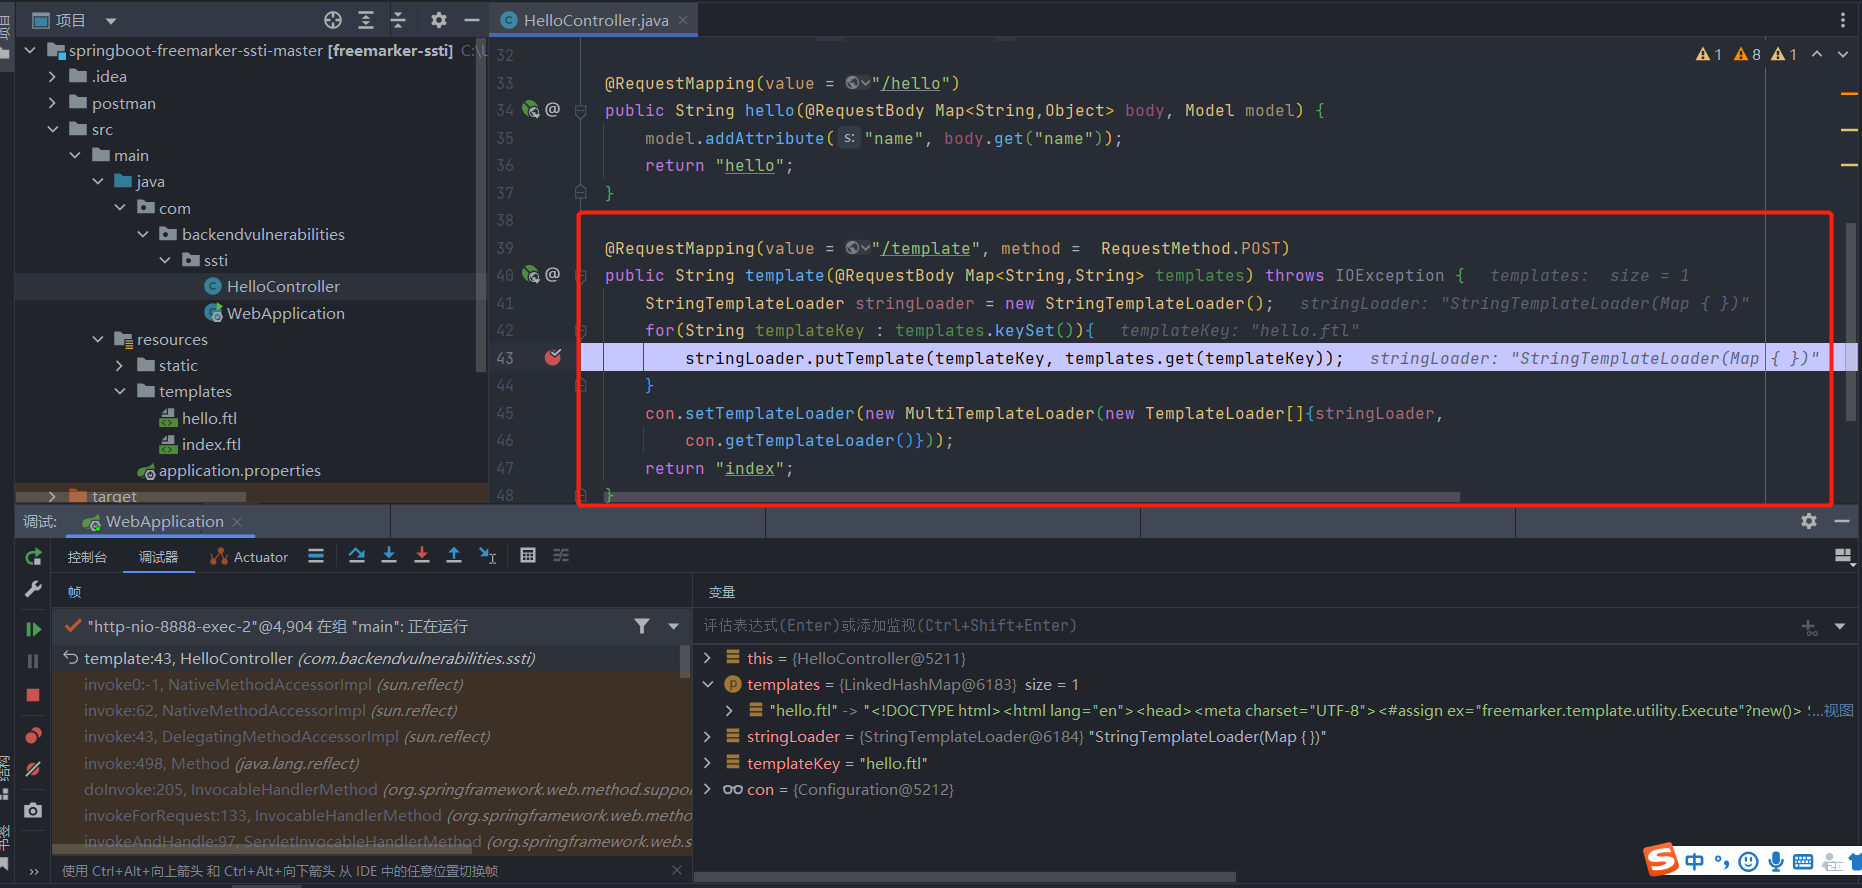 项目
HelloController.java
springboot-freemarker-ssti-master [freemarker-ssti] C:\U
.idea
postman
src
main
java
com
backendvulnerabilities
ssti
HelloController
WebApplication
resources
static
templates
hello.ftl
index.ftl
application.properties
target
1 8 1
32
33 @RequestMapping(value = "/hello")
34 public String hello(@RequestBody Map<String,Object> body, Model model) {
35 model.addAttribute( s: "name", body.get("name"));
36 return "hello";
37 }
38
39 @RequestMapping(value = "/template", method =  RequestMethod.POST)
40 public String template(@RequestBody Map<String,String> templates) throws IOException { templates:  size = 1
41 StringTemplateLoader stringLoader = new StringTemplateLoader(); stringLoader: "StringTemplateLoader(Map { })"
42 for(String templateKey : templates.keySet()){ templateKey: "hello.ftl"
43 stringLoader.putTemplate(templateKey, templates.get(templateKey)); stringLoader: "StringTemplateLoader(Map { })"
44 }
45 con.setTemplateLoader(new MultiTemplateLoader(new TemplateLoader[]{stringLoader,
46 con.getTemplateLoader()}));
47 return "index";
48 }
调试: WebApplication
控制台 调试器 Actuator
帧
"http-nio-8888-exec-2"@4,904 在组 "main": 正在运行
template:43, HelloController (com.backendvulnerabilities.ssti)
invoke0:-1, NativeMethodAccessorImpl (sun.reflect)
invoke:62, NativeMethodAccessorImpl (sun.reflect)
invoke:43, DelegatingMethodAccessorImpl (sun.reflect)
invoke:498, Method (java.lang.reflect)
doInvoke:205, InvocableHandlerMethod (org.springframework.web.method.suppor
invokeForRequest:133, InvocableHandlerMethod (org.springframework.web.metho
invokeAndHandle:97, ServletInvocableHandlerMethod (org.springframework.web.s
使用 Ctrl+Alt+向上箭头 和 Ctrl+Alt+向下箭头 从 IDE 中的任意位置切换帧
变量
评估表达式(Enter)或添加监视(Ctrl+Shift+Enter)
this = {HelloController@5211}
templates = {LinkedHashMap@6183} size = 1
"hello.ftl" -> "<!DOCTYPE html><html lang="en"><head><meta charset="UTF-8"><#assign ex="freemarker.template.utility.Execute"?new()> ...视图
stringLoader = {StringTemplateLoader@6184} "StringTemplateLoader(Map { })"
templateKey = "hello.ftl"
con = {Configuration@5212}
中